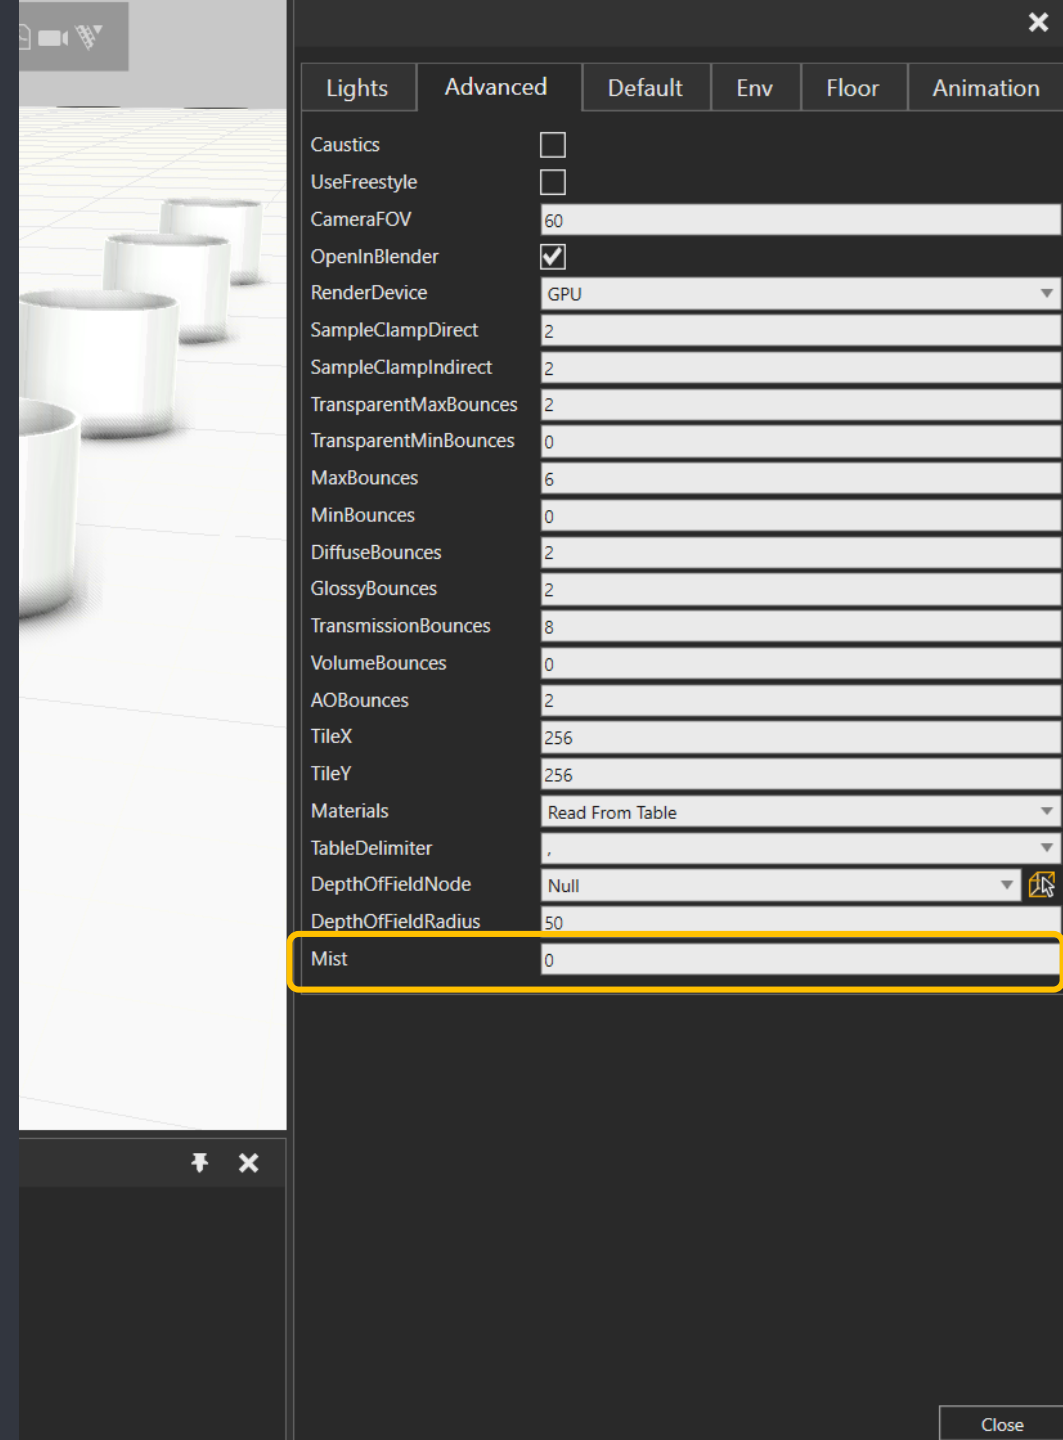 Lights Advanced Default Env Floor Animation
Caustics
UseFreestyle
CameraFOV 60
OpenInBlender
RenderDevice GPU
SampleClampDirect 2
SampleClampIndirect 2
TransparentMaxBounces 2
TransparentMinBounces 0
MaxBounces 6
MinBounces 0
DiffuseBounces 2
GlossyBounces 2
TransmissionBounces 8
VolumeBounces 0
AOBounces 2
TileX 256
TileY 256
Materials Read From Table
TableDelimiter ,
DepthOfFieldNode Null
DepthOfFieldRadius 50
Mist 0
Close